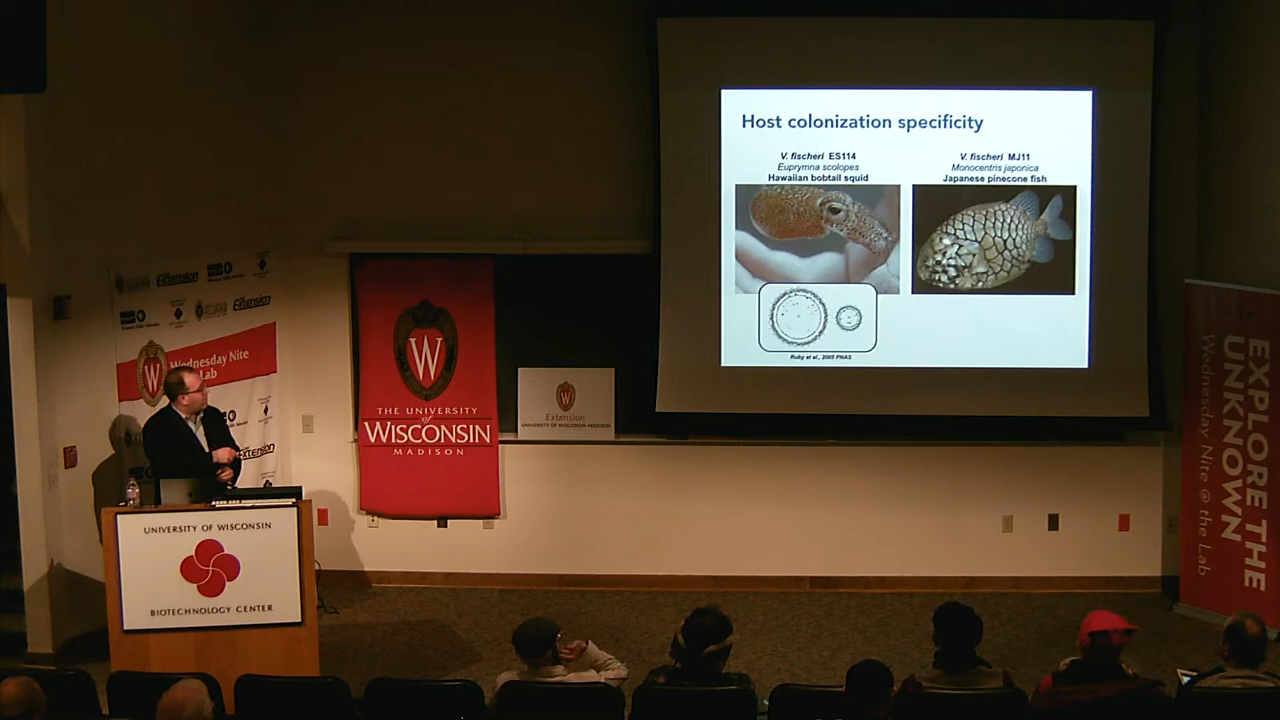 Host colonization specificity
V. fischeri ES114
Euprymna scolopes
Hawaiian bobtail squid
V. fischeri MJ11
Monocentris japonica
Japanese pinecone fish
Ruby et al., 2005 PNAS
Extension
Extension
Wednesday Nite
Lab
Extension
W
THE UNIVERSITY
of
WISCONSIN
MADISON
Extension
UNIVERSITY OF WISCONSIN-MADISON
UNIVERSITY OF WISCONSIN
BIOTECHNOLOGY CENTER
EXPLORE THE
UNKNOWN
Wednesday Nite @ the Lab